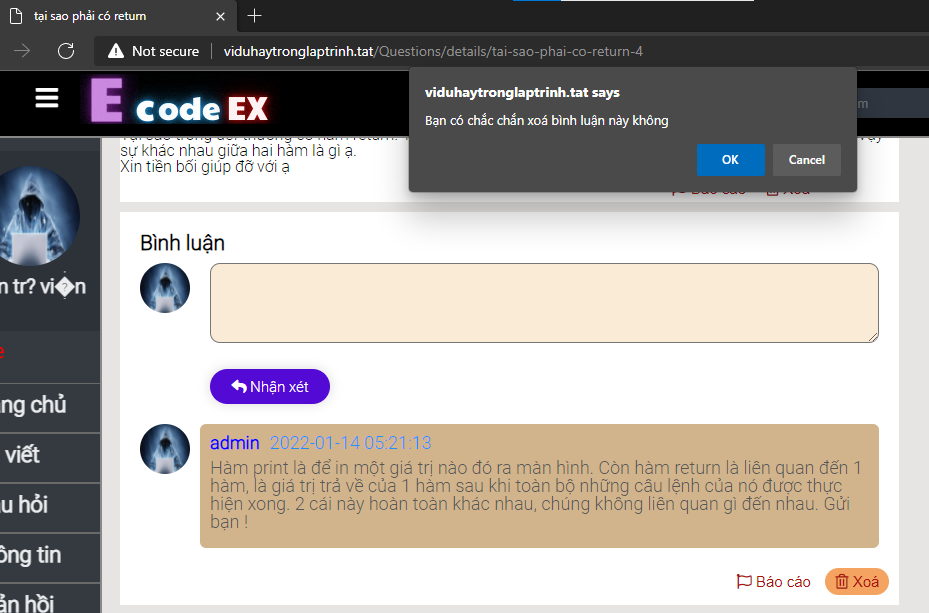 tại sao phải có return
Not secure
viduhaytronglaptrinh.tat/Questions/details/tai-sao-phai-co-return-4
viduhaytronglaptrinh.tat says
Bạn có chắc chắn xoá bình luận này không
OK
Cancel
E code EX
sự khác nhau giữa hai hàm là gì ạ.
Xin tiền bối giúp đỡ với ạ
Báo cáo
Xoá
Bình luận
n tr? vi�n
Nhận xét
e
ng chủ
viết
u hỏi
ông tin
ản hồi
admin 2022-01-14 05:21:13
Hàm print là để in một giá trị nào đó ra màn hình. Còn hàm return là liên quan đến 1
hàm, là giá trị trả về của 1 hàm sau khi toàn bộ những câu lệnh của nó được thực
hiện xong. 2 cái này hoàn toàn khác nhau, chúng không liên quan gì đến nhau. Gửi
bạn !
Báo cáo
Xoá